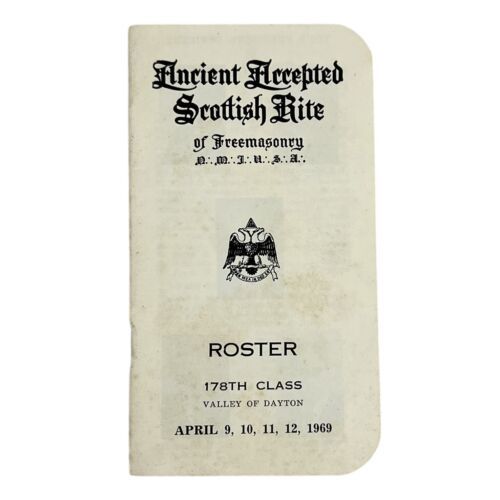 Ancient Accepted
Scottish Rite
of Freemasonry
N∴M∴J∴U∴S∴A∴
ROSTER
178TH CLASS
VALLEY OF DAYTON
APRIL 9, 10, 11, 12, 1969